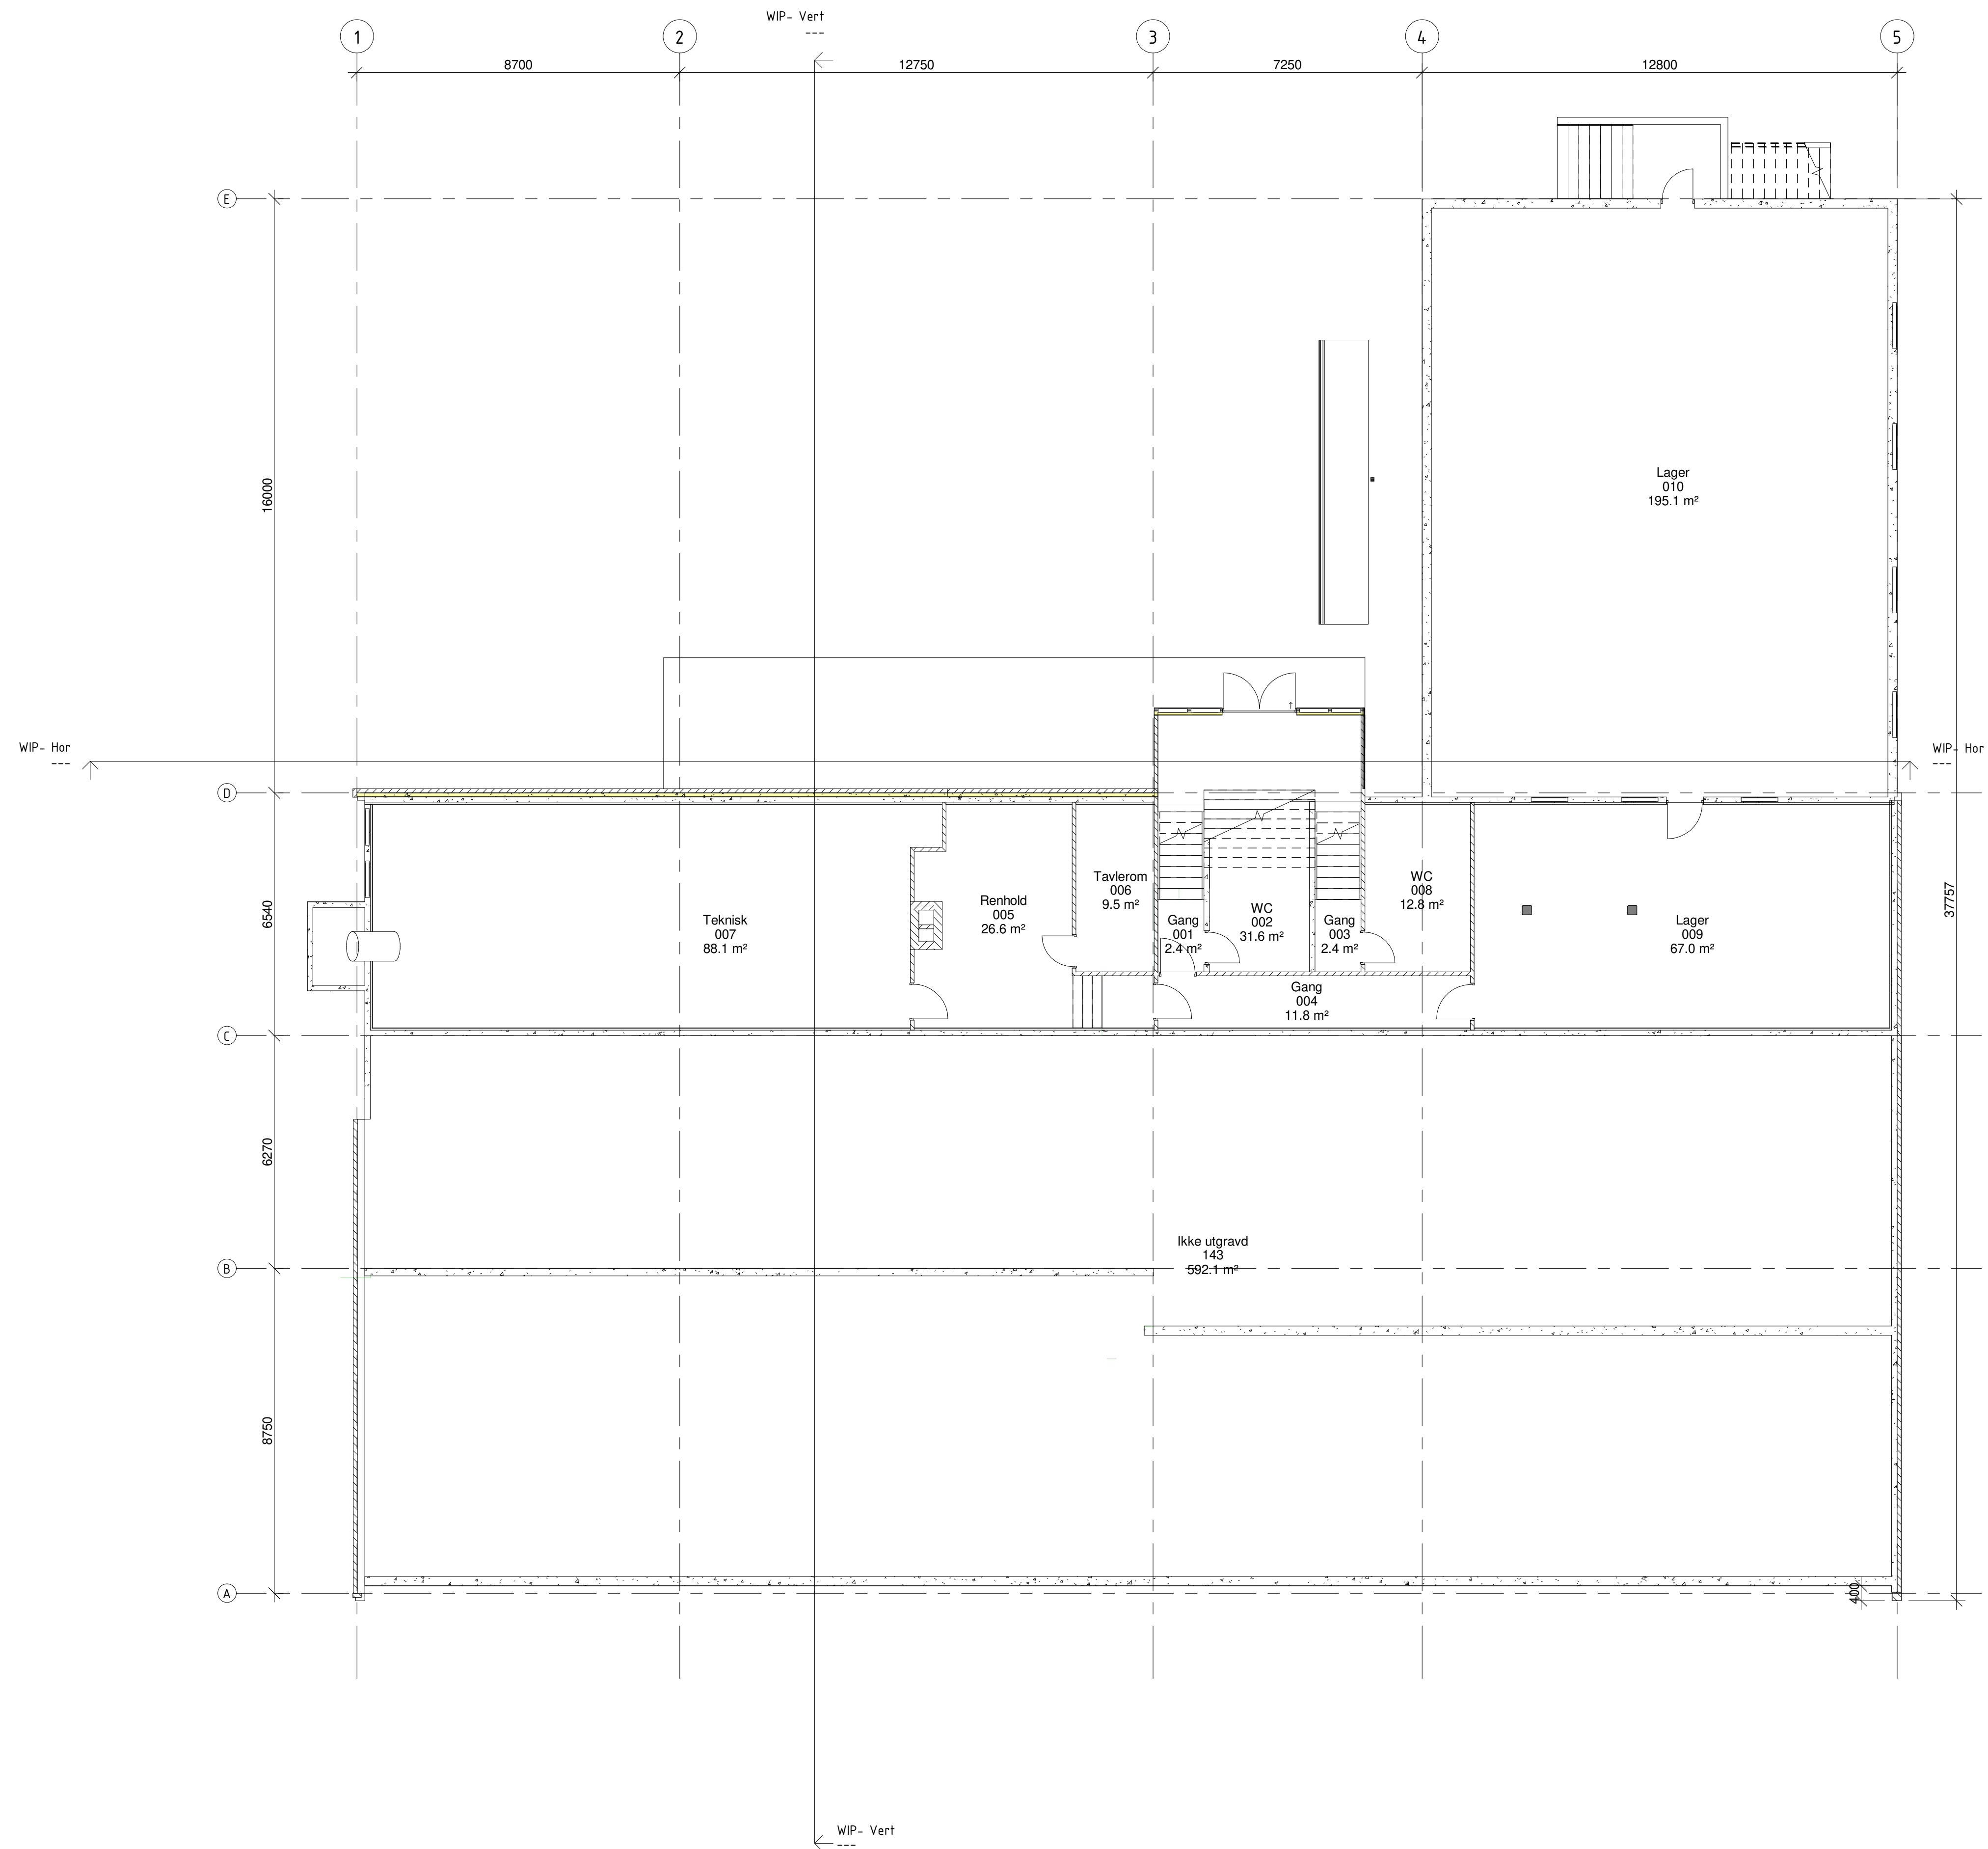 WIP- Vert
---
1
2
3
4
5
8700
12750
7250
12800
E
16000
Lager
010
195.1 m²
WIP- Hor
---
WIP- Hor
---
D
6540
Teknisk
007
88.1 m²
Renhold
005
26.6 m²
Tavlerom
006
9.5 m²
Gang
001
2.4 m²
WC
002
31.6 m²
Gang
003
2.4 m²
WC
008
12.8 m²
Lager
009
67.0 m²
37757
Gang
004
11.8 m²
C
6270
Ikke utgravd
143
592.1 m²
B
8750
A
400
WIP- Vert
---